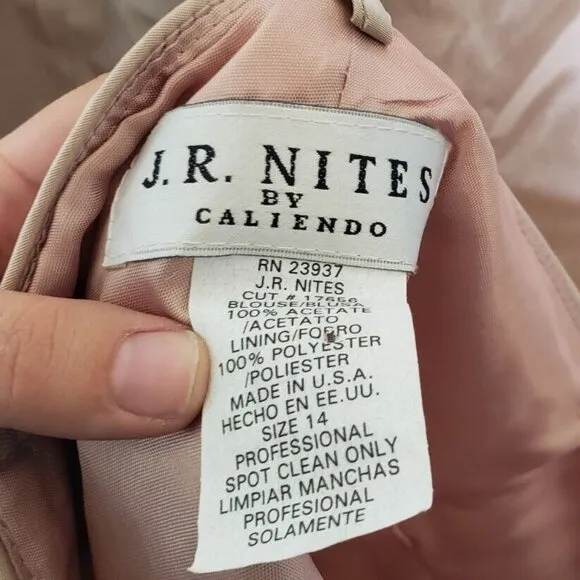 J.R. NITES
BY
CALIENDO
RN 23937
J.R. NITES
CUT # 17656
BLOUSE/BLUSA
100% ACETATE
/ACETATO
LINING/FORRO
100% POLYESTER
/POLIESTER
MADE IN U.S.A.
HECHO EN EE.UU.
SIZE 14
PROFESSIONAL
SPOT CLEAN ONLY
LIMPIAR MANCHAS
PROFESIONAL
SOLAMENTE